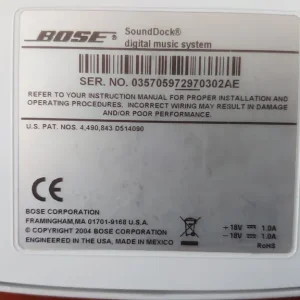 BOSE®
SoundDock®
digital music system
SER. NO. 035705972970302AE
REFER TO YOUR INSTRUCTION MANUAL FOR PROPER INSTALLATION AND
OPERATING PROCEDURES. INCORRECT WIRING MAY RESULT IN DAMAGE
AND/OR POOR PERFORMANCE.
U.S. PAT. NOS. 4,490,843 D514090
CE
BOSE CORPORATION
FRAMINGHAM,MA 01701-9168 U.S.A.
© COPYRIGHT 2004 BOSE CORPORATION
ENGINEERED IN THE USA, MADE IN MEXICO
+18V ⎓ 1.0A
-18V ⎓ 1.0A
RoHS